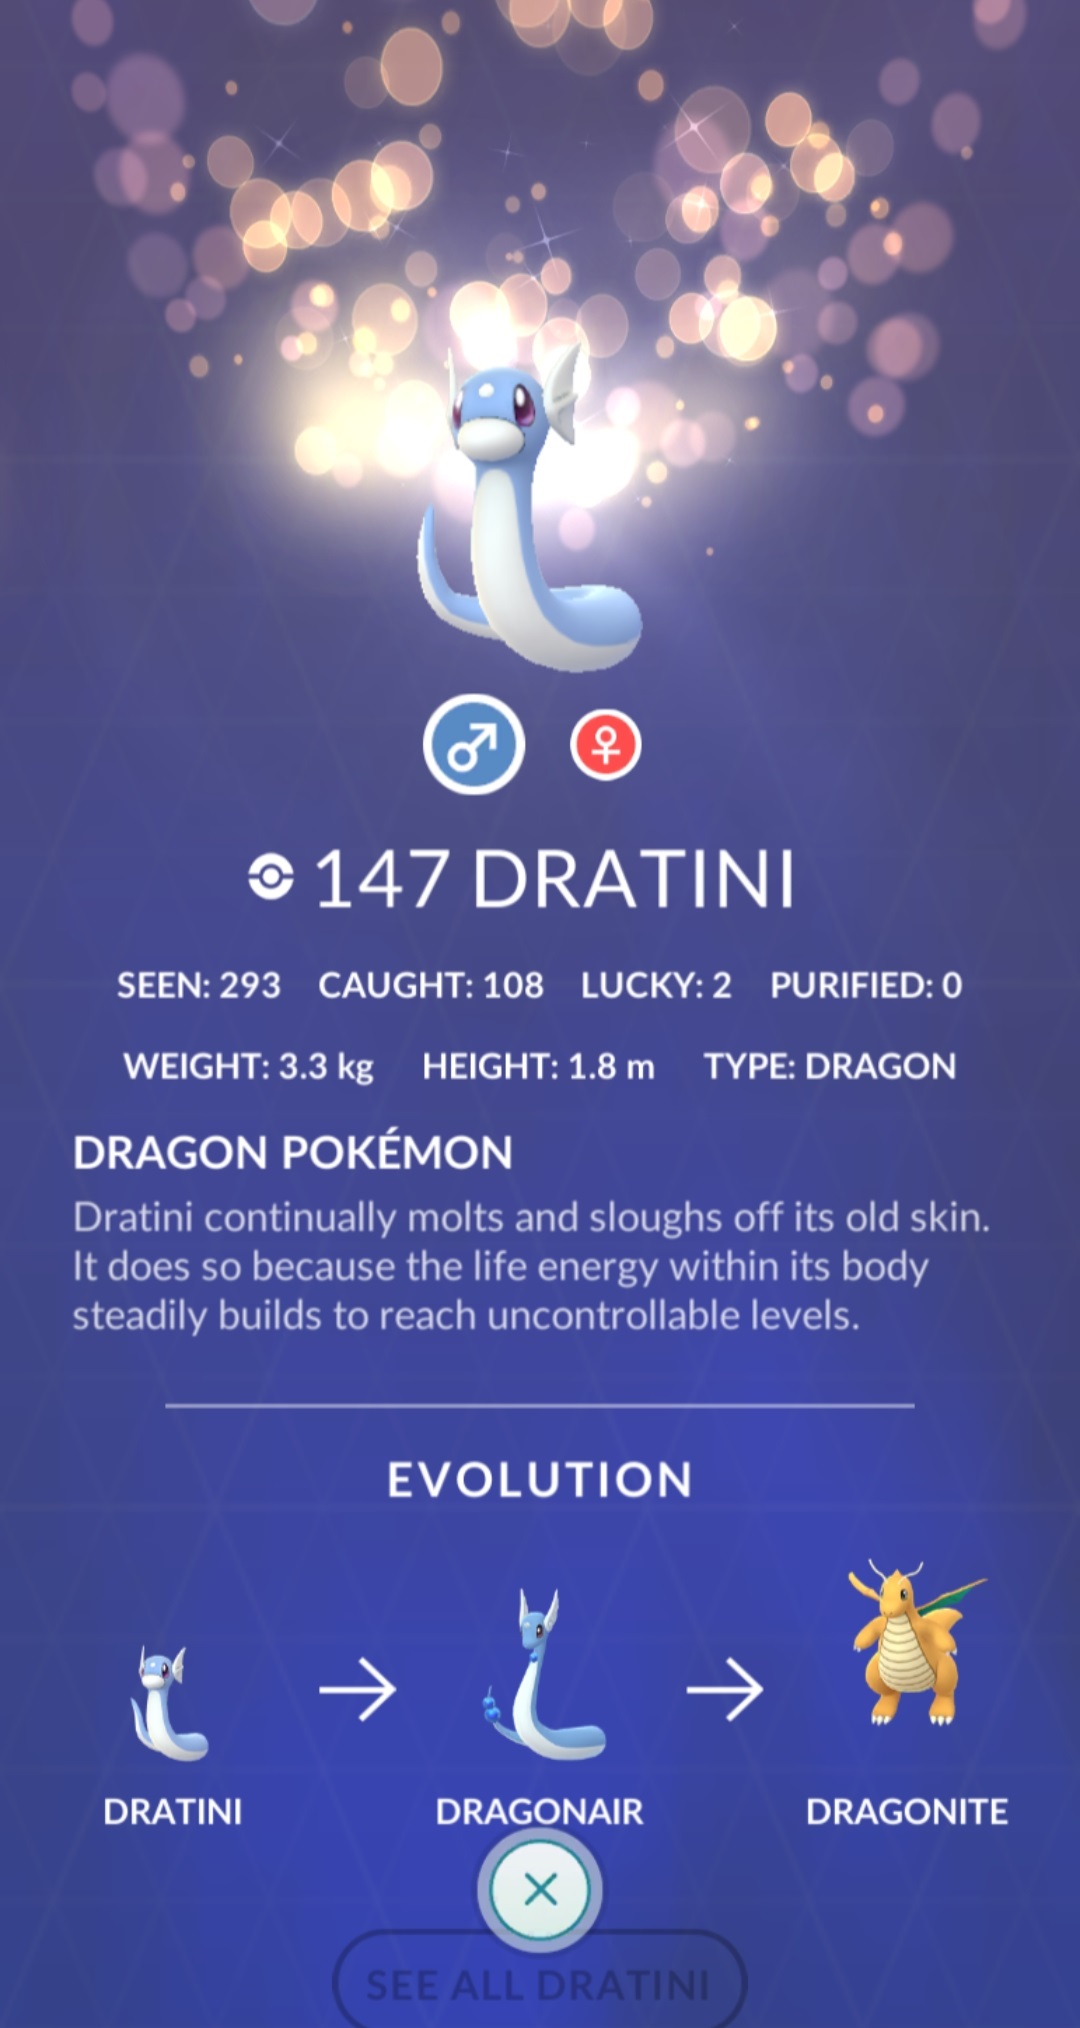 147 DRATINI
SEEN: 293 CAUGHT: 108 LUCKY: 2 PURIFIED: 0
WEIGHT: 3.3 kg HEIGHT: 1.8 m TYPE: DRAGON
DRAGON POKÉMON
Dratini continually molts and sloughs off its old skin.
It does so because the life energy within its body
steadily builds to reach uncontrollable levels.
EVOLUTION
DRATINI DRAGONAIR DRAGONITE
SEE ALL DRATINI